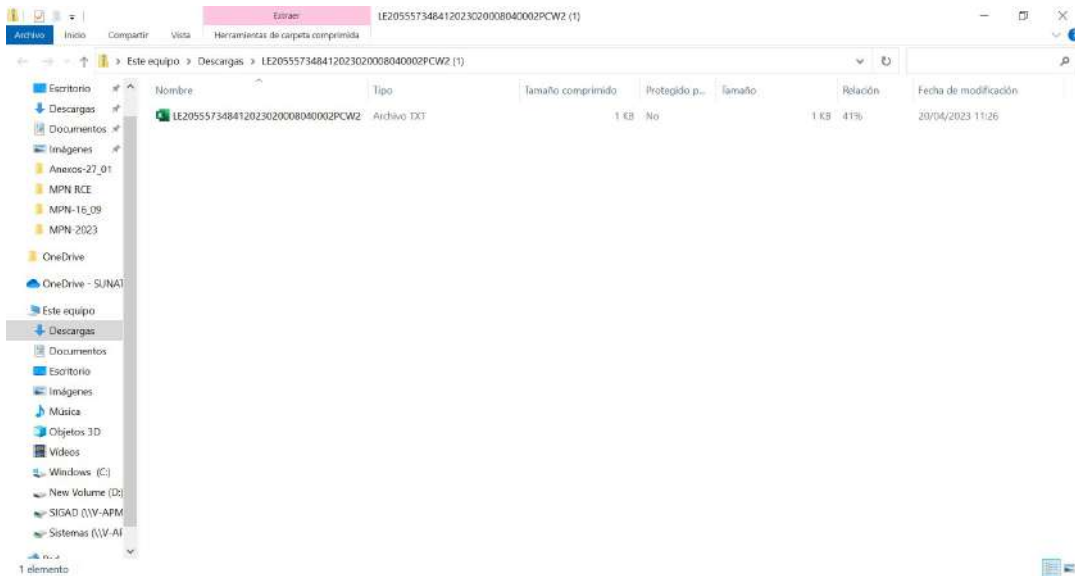 Extraer
LE205557348412023020008040002PCW2 (1)
Archivo Inicio Compartir Vista Herramientas de carpeta comprimida
Este equipo > Descargas > LE205557348412023020008040002PCW2 (1)
Nombre Tipo Tamaño comprimido Protegido p... Tamaño Relación Fecha de modificación
LE205557348412023020008040002PCW2 Archivo TXT 1 KB No 1 KB 41% 20/04/2023 11:26
Escritorio
Descargas
Documentos
Imágenes
Anexos-27_01
MPN RCE
MPN-16_09
MPN-2023
OneDrive
OneDrive - SUNAT
Este equipo
Descargas
Documentos
Escritorio
Imágenes
Música
Objetos 3D
Vídeos
Windows (C:)
New Volume (D:)
SIGAD (\\V-APM
Sistemas (\\V-AF
1 elemento